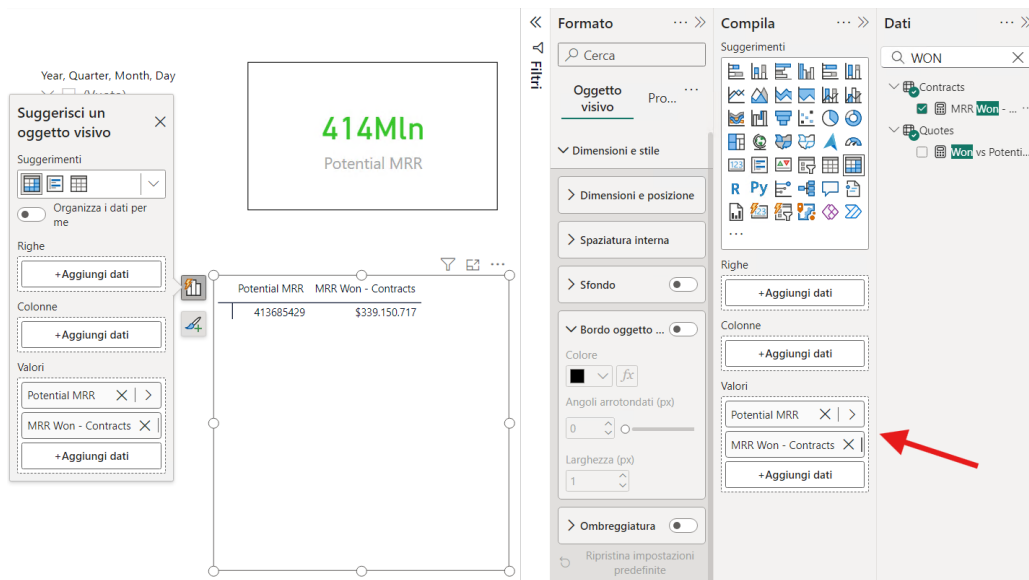 Year, Quarter, Month, Day
Suggerisci un
oggetto visivo
Suggerimenti
Organizza i dati per
me
Righe
+Aggiungi dati
Colonne
+Aggiungi dati
Valori
Potential MRR
MRR Won - Contracts
+Aggiungi dati
414Mln
Potential MRR
Potential MRR MRR Won - Contracts
413685429 $339.150.717
Filtri
Formato
Cerca
Oggetto
visivo
Pro...
Dimensioni e stile
Dimensioni e posizione
Spaziatura interna
Sfondo
Bordo oggetto ...
Colore
fx
Angoli arrotondati (px)
0
Larghezza (px)
1
Ombreggiatura
Ripristina impostazioni
predefinite
Compila
Suggerimenti
123
R Py
123
...
Righe
+Aggiungi dati
Colonne
+Aggiungi dati
Valori
Potential MRR
MRR Won - Contracts
+Aggiungi dati
Dati
WON
Contracts
MRR Won - ...
Quotes
Won vs Potenti...